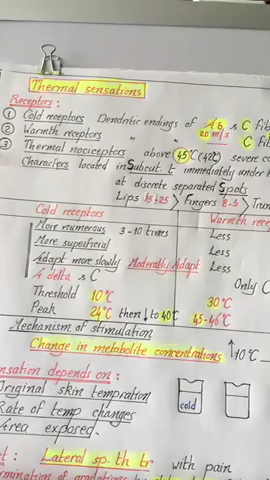 Thermal sensations
Receptors :
① Cold receptors Dendritic endings of Aδ, & C fib
20 m/s
② Warmth receptors " " C fi
③ Thermal nociceptors above 45°C (42°C) severe co
Characters located in Subcut. t immediately under
at discrete separated Spots
Lips 15-25 > Fingers 3-5 > Trun
Cold receptors Warmth rece
More numerous 3-10 times Less
More superficial Less
Adapt more slowly Moderately Adapt Less
A delta & C Only C
Threshold 10°C 30°C
Peak 24°C then ↓ to 40°C 45-46°C
Mechanism of stimulation
Change in metabolite concentrations ↑10°C
nsation depends on :
Original skin tempration
Rate of temp changes
Area exposed.
cold
t : Lateral sp. th tr with pain